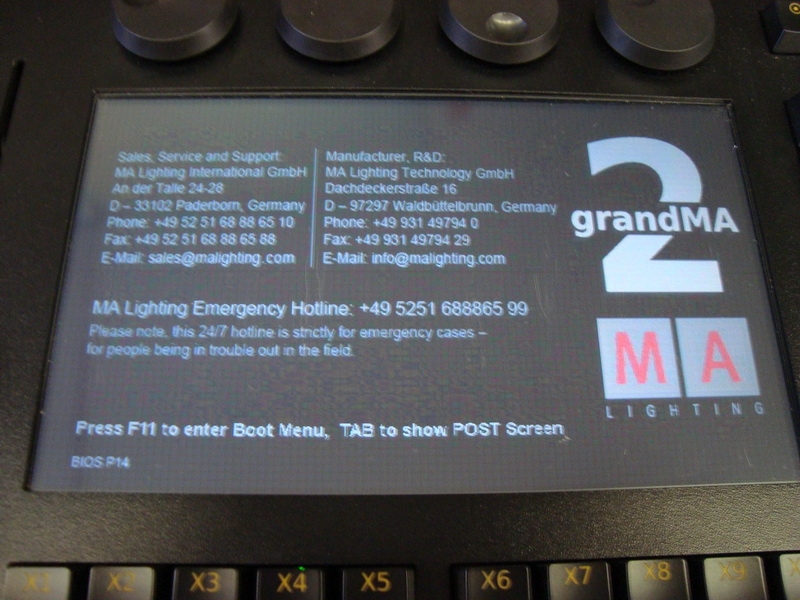 Sales, Service and Support:
MA Lighting International GmbH
An der Talle 24-28
D – 33102 Paderborn, Germany
Phone: +49 52 51 68 88 65 10
Fax: +49 52 51 68 88 65 88
E-Mail: sales@malighting.com
Manufacturer, R&D:
MA Lighting Technology GmbH
Dachdeckerstraße 16
D – 97297 Waldbüttelbrunn, Germany
Phone: +49 931 49794 0
Fax: +49 931 49794 29
E-Mail: info@malighting.com
2
grandMA
MA Lighting Emergency Hotline: +49 5251 688865 99
Please note, this 24/7 hotline is strictly for emergency cases –
for people being in trouble out in the field.
MA
LIGHTING
Press F11 to enter Boot Menu, TAB to show POST Screen
BIOS P14
X1 X2 X3 X4 X5 X6 X7 X8 X9